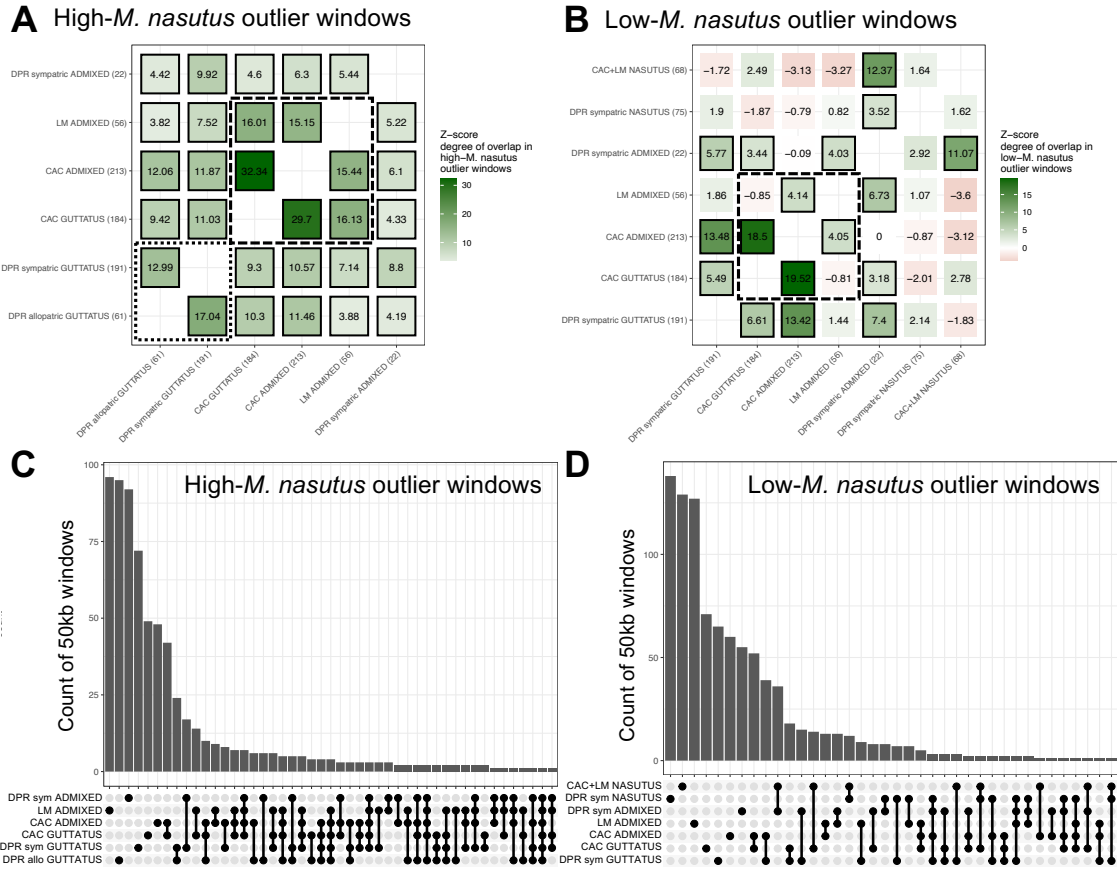 A High-M. nasutus outlier windows
DPR sympatric ADMIXED (22) 4.42 9.92 4.6 6.3 5.44
LM ADMIXED (56) 3.82 7.52 16.01 15.15 5.22
CAC ADMIXED (213) 12.06 11.87 32.34 15.44 6.1
CAC GUTTATUS (184) 9.42 11.03 29.7 16.13 4.33
DPR sympatric GUTTATUS (191) 12.99 9.3 10.57 7.14 8.8
DPR allopatric GUTTATUS (61) 17.04 10.3 11.46 3.88 4.19
DPR allopatric GUTTATUS (61)
DPR sympatric GUTTATUS (191)
CAC GUTTATUS (184)
CAC ADMIXED (213)
LM ADMIXED (56)
DPR sympatric ADMIXED (22)
Z−score
degree of overlap in
high−M. nasutus
outlier windows
30
20
10
B Low-M. nasutus outlier windows
CAC+LM NASUTUS (68) −1.72 2.49 −3.13 −3.27 12.37 1.64
DPR sympatric NASUTUS (75) 1.9 −1.87 −0.79 0.82 3.52 1.62
DPR sympatric ADMIXED (22) 5.77 3.44 −0.09 4.03 2.92 11.07
LM ADMIXED (56) 1.86 −0.85 4.14 6.73 1.07 −3.6
CAC ADMIXED (213) 13.48 18.5 4.05 0 −0.87 −3.12
CAC GUTTATUS (184) 5.49 19.52 −0.81 3.18 −2.01 2.78
DPR sympatric GUTTATUS (191) 6.61 13.42 1.44 7.4 2.14 −1.83
DPR sympatric GUTTATUS (191)
CAC GUTTATUS (184)
CAC ADMIXED (213)
LM ADMIXED (56)
DPR sympatric ADMIXED (22)
DPR sympatric NASUTUS (75)
CAC+LM NASUTUS (68)
Z−score
degree of overlap in
low−M. nasutus
outlier windows
15
10
5
0
C High-M. nasutus outlier windows
Count of 50kb windows
100
75
50
25
0
DPR sym ADMIXED
LM ADMIXED
CAC ADMIXED
CAC GUTTATUS
DPR sym GUTTATUS
DPR allo GUTTATUS
D Low-M. nasutus outlier windows
Count of 50kb windows
100
50
0
CAC+LM NASUTUS
DPR sym NASUTUS
DPR sym ADMIXED
LM ADMIXED
CAC ADMIXED
CAC GUTTATUS
DPR sym GUTTATUS